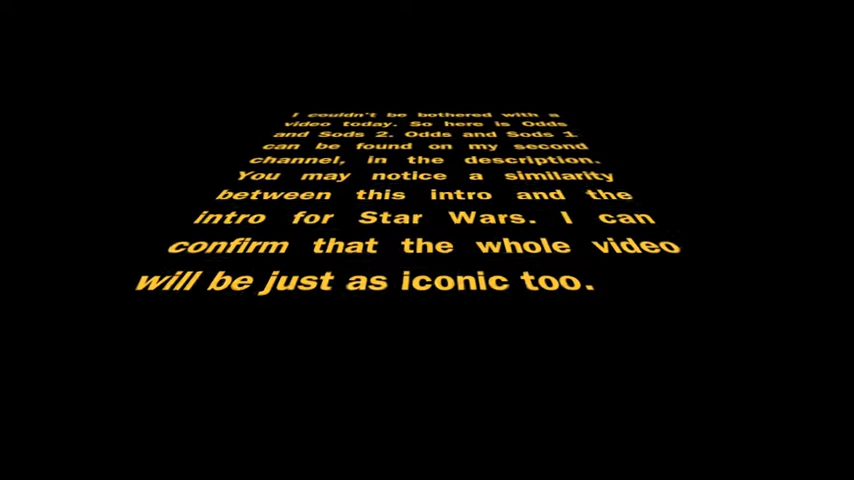 I couldn't be bothered with a
video today. So here is Odds
and Sods 2. Odds and Sods 1
can be found on my second
channel, in the description.
You may notice a similarity
between this intro and the
intro for Star Wars. I can
confirm that the whole video
will be just as iconic too.